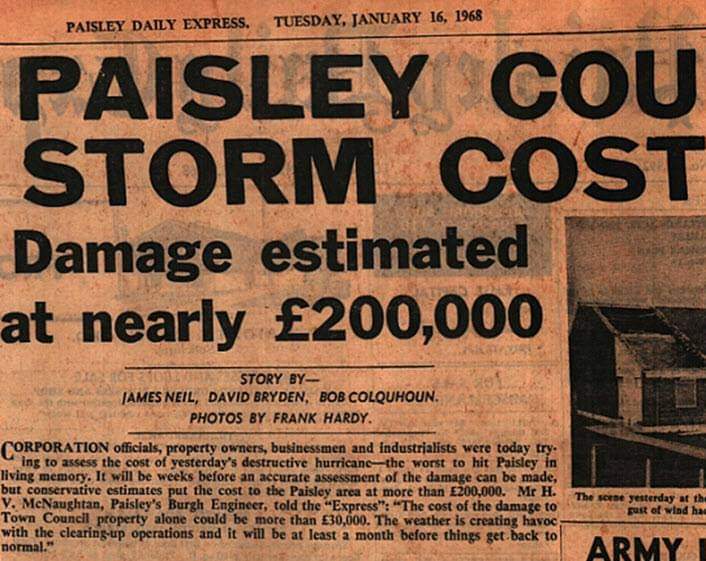 PAISLEY DAILY EXPRESS, TUESDAY, JANUARY 16, 1968
PAISLEY COU
STORM COST
Damage estimated
at nearly £200,000
STORY BY—
JAMES NEIL, DAVID BRYDEN, BOB COLQUHOUN.
PHOTOS BY FRANK HARDY.
CORPORATION officials, property owners, businessmen and industrialists were today try-
ing to assess the cost of yesterday's destructive hurricane—the worst to hit Paisley in
living memory. It will be weeks before an accurate assessment of the damage can be made,
but conservative estimates put the cost to the Paisley area at more than £200,000. Mr H.
V. McNaughtan, Paisley's Burgh Engineer, told the "Express": "The cost of the damage to
Town Council property alone could be more than £30,000. The weather is creating havoc
with the clearing-up operations and it will be at least a month before things get back to
normal."
The scene yesterday at the
gust of wind ha
ARMY